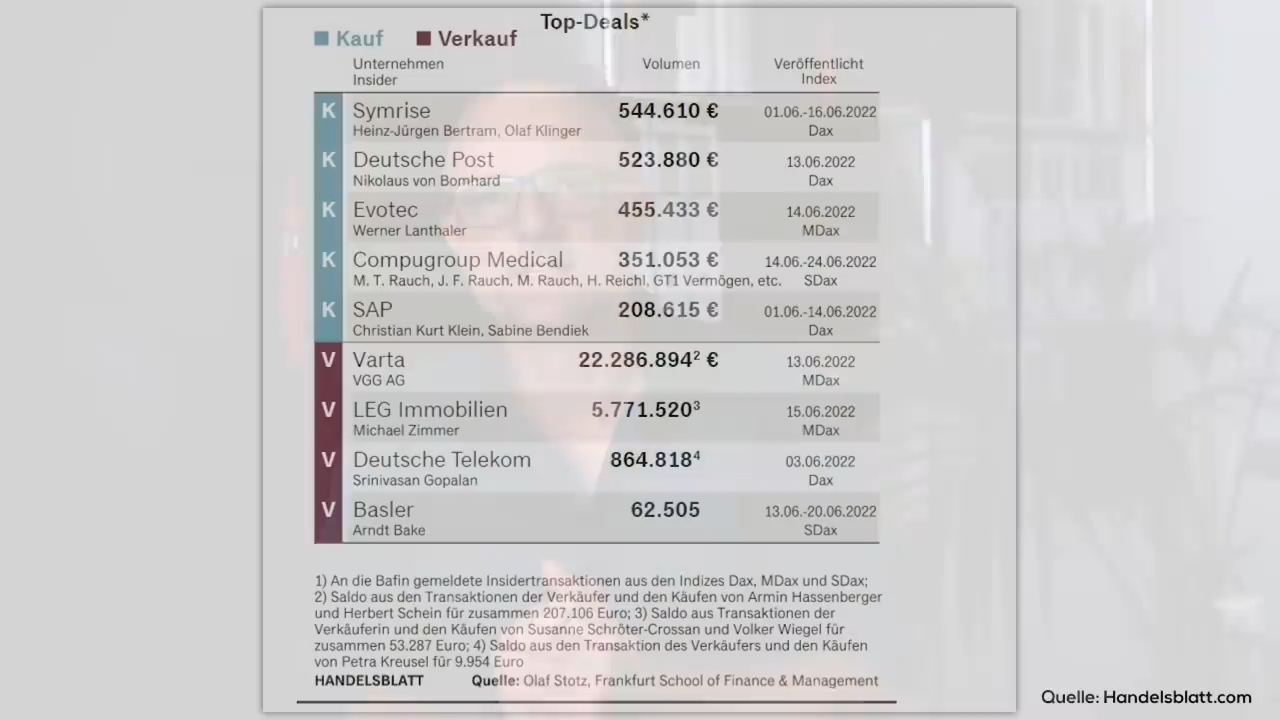 Top-Deals*
Kauf Verkauf
Unternehmen Volumen Veröffentlicht
Insider Index
K Symrise 544.610 € 01.06.-16.06.2022
Heinz-Jürgen Bertram, Olaf Klinger Dax
K Deutsche Post 523.880 € 13.06.2022
Nikolaus von Bomhard Dax
K Evotec 455.433 € 14.06.2022
Werner Lanthaler MDax
K Compugroup Medical 351.053 € 14.06.-24.06.2022
M. T. Rauch, J. F. Rauch, M. Rauch, H. Reichl, GT1 Vermögen, etc. SDax
K SAP 208.615 € 01.06.-14.06.2022
Christian Kurt Klein, Sabine Bendiek Dax
V Varta 22.286.894² € 13.06.2022
VGG AG MDax
V LEG Immobilien 5.771.520³ 15.06.2022
Michael Zimmer MDax
V Deutsche Telekom 864.818⁴ 03.06.2022
Srinivasan Gopalan Dax
V Basler 62.505 13.06.-20.06.2022
Arndt Bake SDax
1) An die Bafin gemeldete Insidertransaktionen aus den Indizes Dax, MDax und SDax;
2) Saldo aus den Transaktionen der Verkäufer und den Käufen von Armin Hassenberger
und Herbert Schein für zusammen 207.106 Euro; 3) Saldo aus Transaktionen der
Verkäuferin und den Käufen von Susanne Schröter-Crossan und Volker Wiegel für
zusammen 53.287 Euro; 4) Saldo aus den Transaktion des Verkäufers und den Käufen
von Petra Kreusel für 9.954 Euro
HANDELSBLATT Quelle: Olaf Stotz, Frankfurt School of Finance & Management
Quelle: Handelsblatt.com